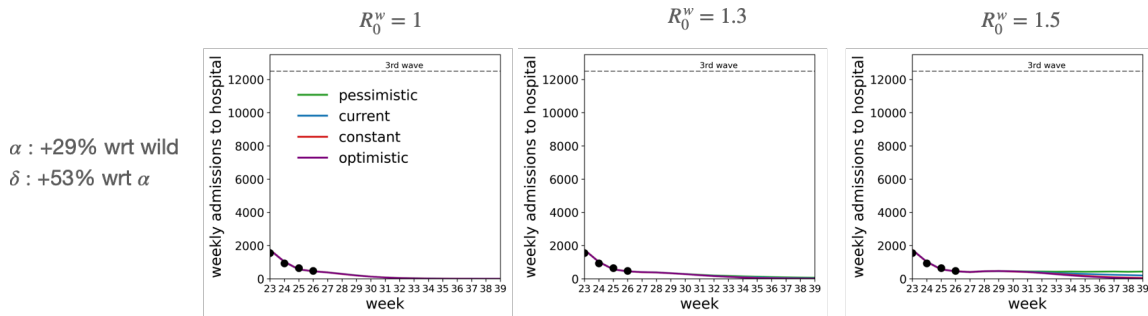 R₀ʷ = 1
R₀ʷ = 1.3
R₀ʷ = 1.5
α : +29% wrt wild
δ : +53% wrt α
weekly admissions to hospital
12000
10000
8000
6000
4000
2000
0
3rd wave
pessimistic
current
constant
optimistic
23 24 25 26 27 28 29 30 31 32 33 34 35 36 37 38 39
week
weekly admissions to hospital
12000
10000
8000
6000
4000
2000
0
3rd wave
23 24 25 26 27 28 29 30 31 32 33 34 35 36 37 38 39
week
weekly admissions to hospital
12000
10000
8000
6000
4000
2000
0
3rd wave
23 24 25 26 27 28 29 30 31 32 33 34 35 36 37 38 39
week